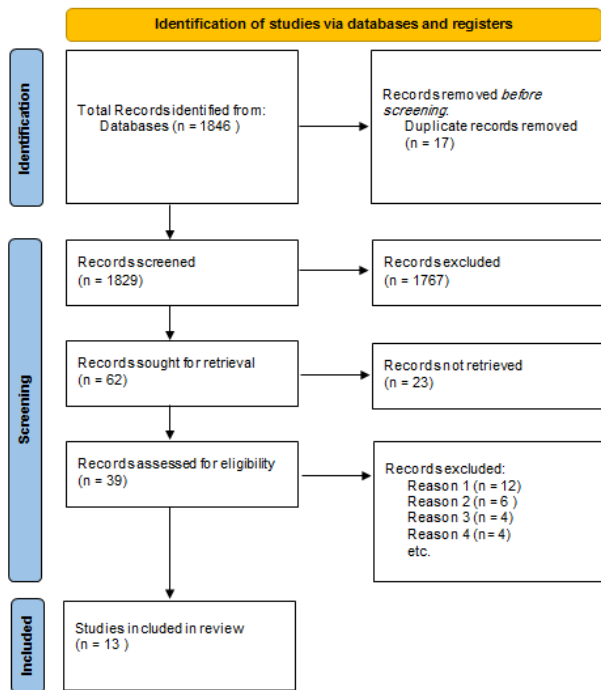 Identification of studies via databases and registers
Identification
Total Records identified from:
Databases (n = 1846 )
Records removed before
screening:
Duplicate records removed
(n = 17)
Screening
Records screened
(n = 1829)
Records excluded
(n = 1767)
Records sought for retrieval
(n = 62)
Records not retrieved
(n = 23)
Records assessed for eligibility
(n = 39)
Records excluded:
Reason 1 (n = 12)
Reason 2 (n = 6 )
Reason 3 (n = 4)
Reason 4 (n= 4)
etc.
Included
Studies included in review
(n = 13 )